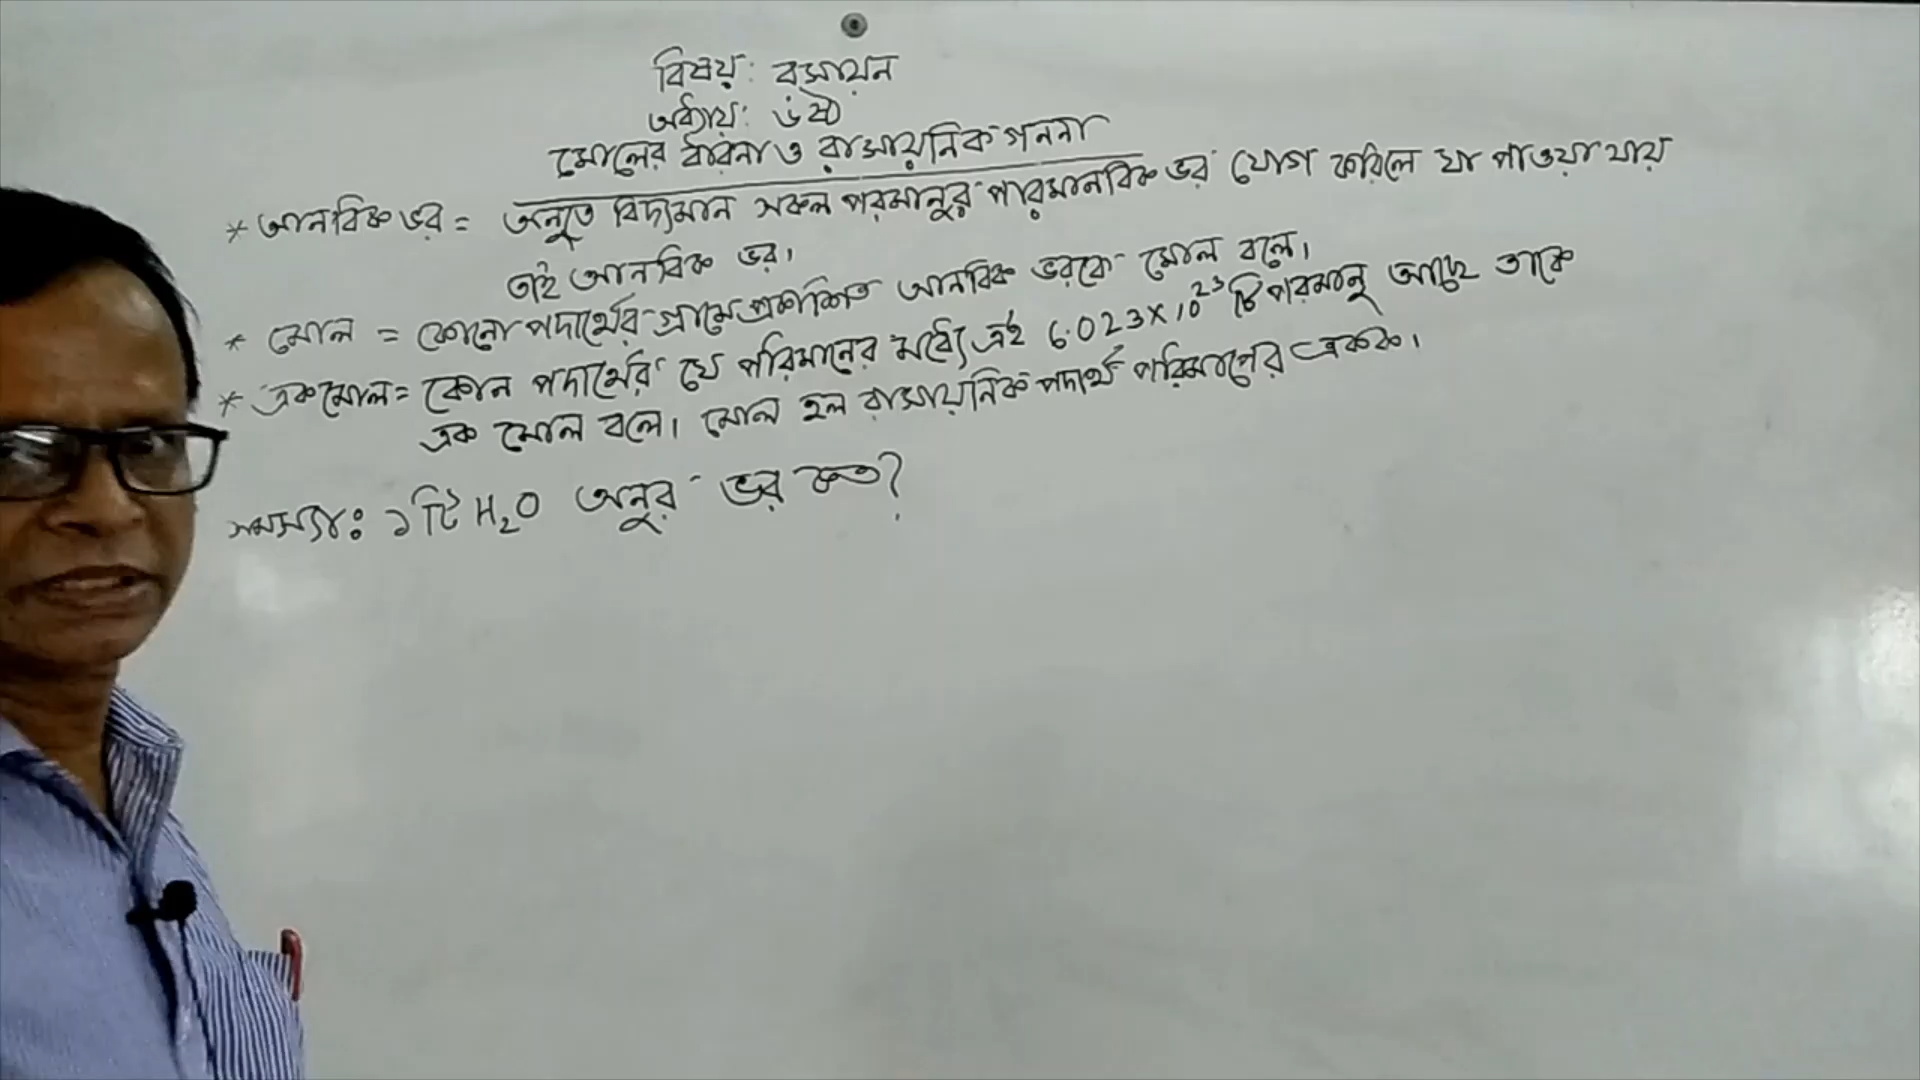 বিষয়: রসায়ন
অধ্যায়: ৬ষ্ঠ
মোলের ধারনা ও রাসায়নিক গননা
* আনবিক ভর = অনুতে বিদ্যমান সকল পরমানুর পারমানবিক ভর যোগ করিলে যা পাওয়া যায়
তাই আনবিক ভর।
* মোল = কোনো পদার্থের গ্রামে প্রকাশিত আনবিক ভরকে মোল বলে।
* একমোল = কোন পদার্থের যে পরিমানের মধ্যে এই 6.023×10²³ টি পরমানু আছে তাকে
এক মোল বলে। মোল হল রাসায়নিক পদার্থ পরিমাপের একক।
সমস্যা: ১টি H₂O অনুর ভর কত?